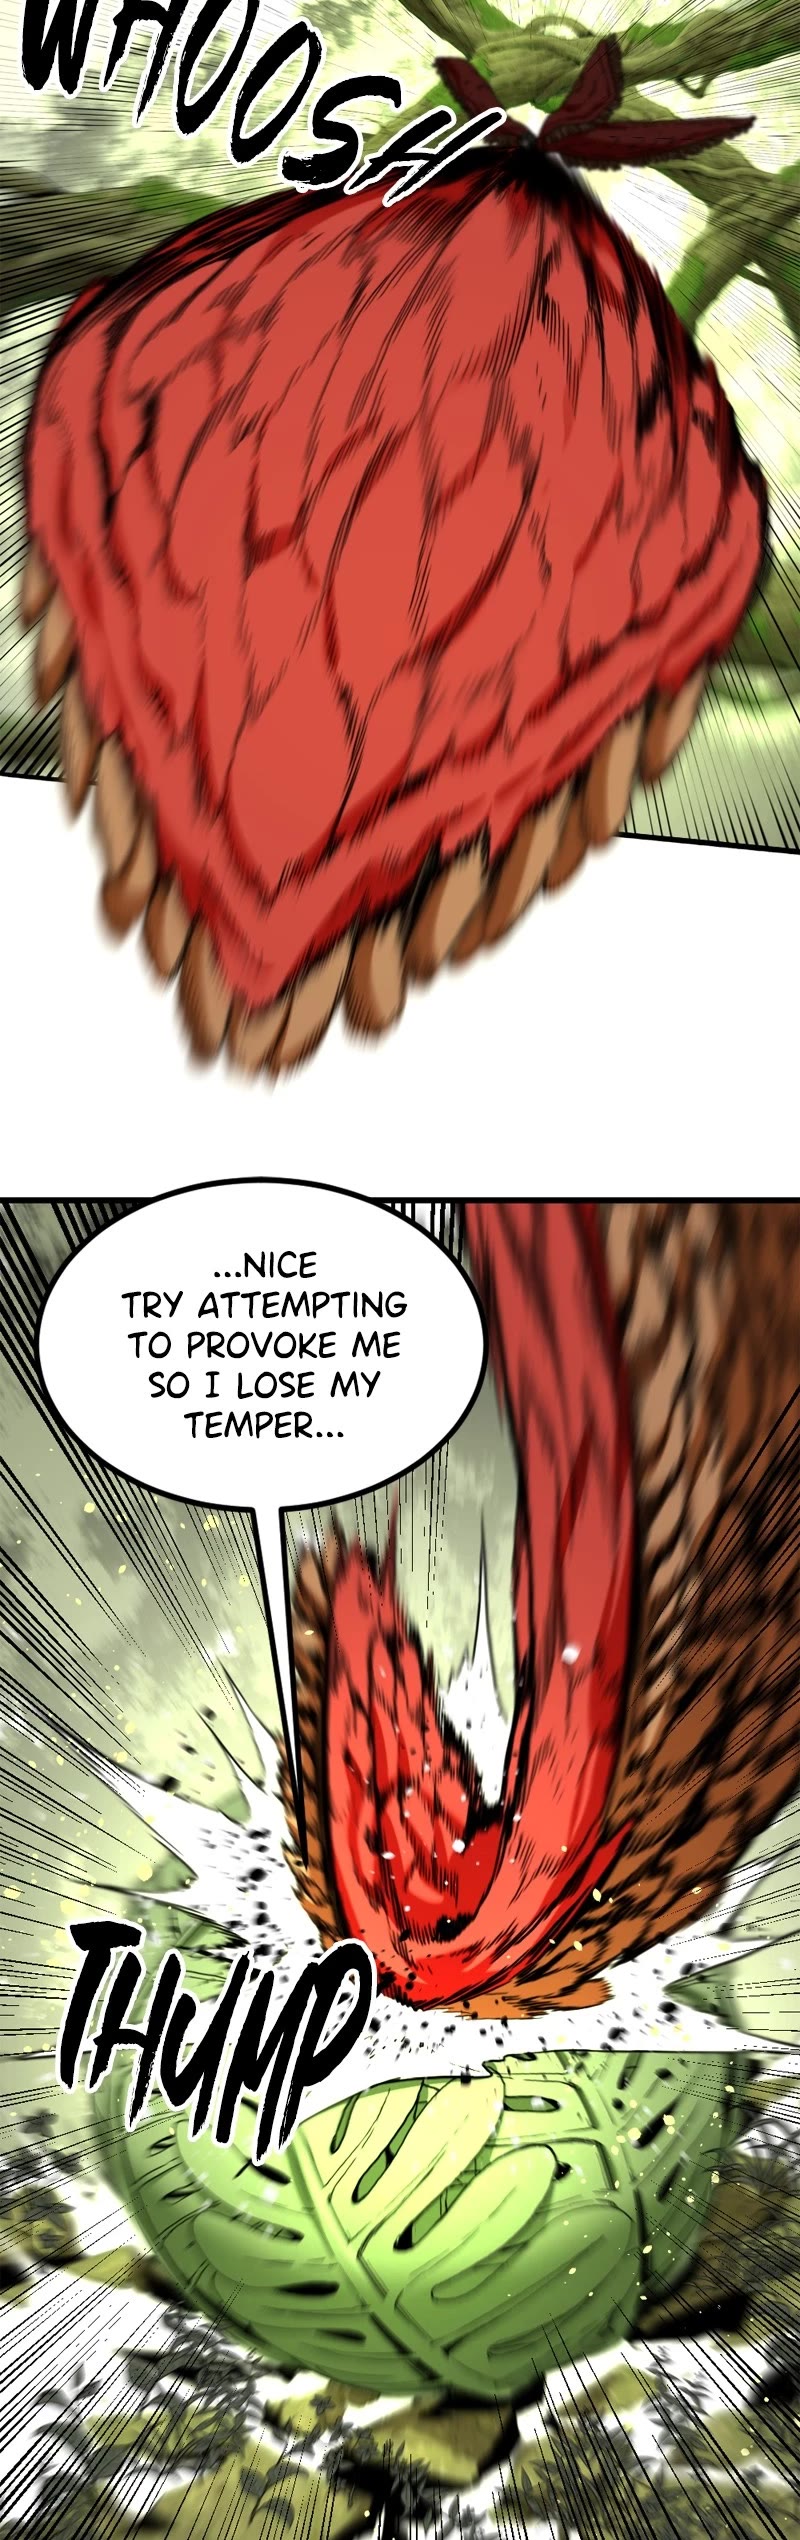 WHOOSH
...NICE
TRY ATTEMPTING
TO PROVOKE ME
SO I LOSE MY
TEMPER...
THUMP